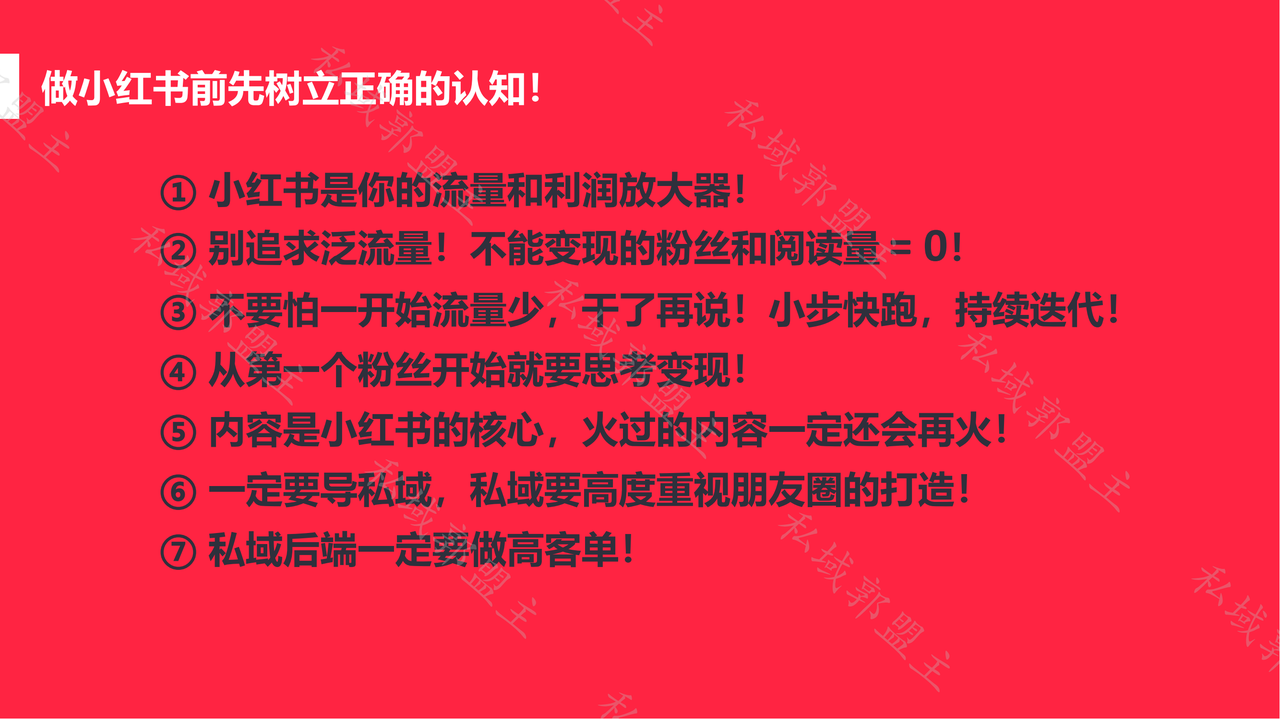 做小红书前先树立正确的认知！
① 小红书是你的流量和利润放大器！
② 别追求泛流量！不能变现的粉丝和阅读量 = 0！
③ 不要怕一开始流量少，干了再说！小步快跑，持续迭代！
④ 从第一个粉丝开始就要思考变现！
⑤ 内容是小红书的核心，火过的内容一定还会再火！
⑥ 一定要导私域，私域要高度重视朋友圈的打造！
⑦ 私域后端一定要做高客单！
私域郭盟主
私域郭盟主
私域郭盟主
私域郭盟主
私域郭盟主
私域郭盟主
私域郭盟主